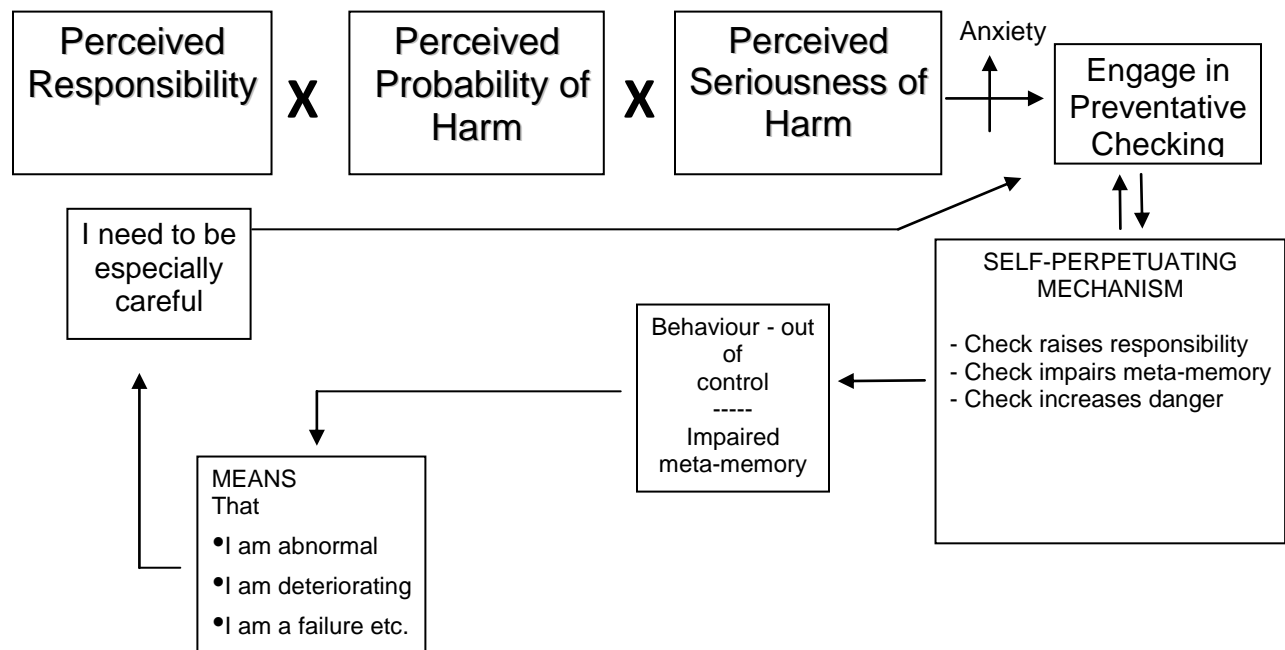 Perceived
Responsibility
X
Perceived
Probability of
Harm
X
Perceived
Seriousness of
Harm
Anxiety
Engage in
Preventative
Checking
I need to be
especially
careful
SELF-PERPETUATING
MECHANISM
- Check raises responsibility
- Check impairs meta-memory
- Check increases danger
Behaviour - out
of
control
-----
Impaired
meta-memory
MEANS
That
•I am abnormal
•I am deteriorating
•I am a failure etc.